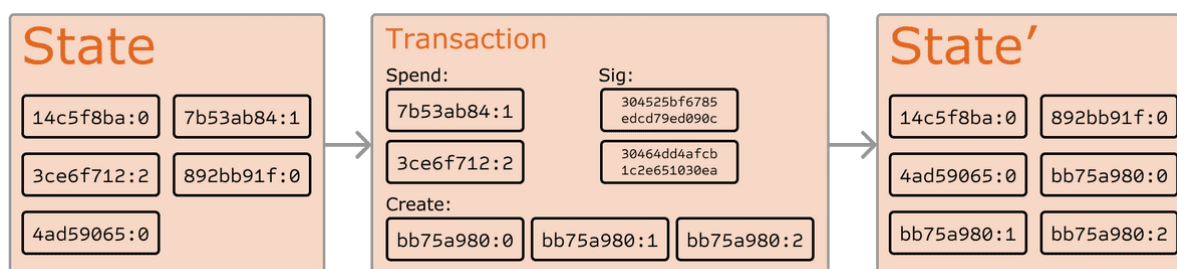 State
14c5f8ba:0 7b53ab84:1
3ce6f712:2 892bb91f:0
4ad59065:0
Transaction
Spend: Sig:
7b53ab84:1
304525bf6785
edcd79ed090c
3ce6f712:2
30464dd4afcb
1c2e651030ea
Create:
bb75a980:0 bb75a980:1 bb75a980:2
State′
14c5f8ba:0 892bb91f:0
4ad59065:0 bb75a980:0
bb75a980:1 bb75a980:2